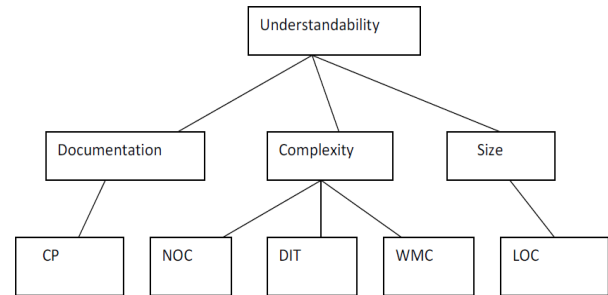 Understandability
Documentation
Complexity
Size
CP
NOC
DIT
WMC
LOC